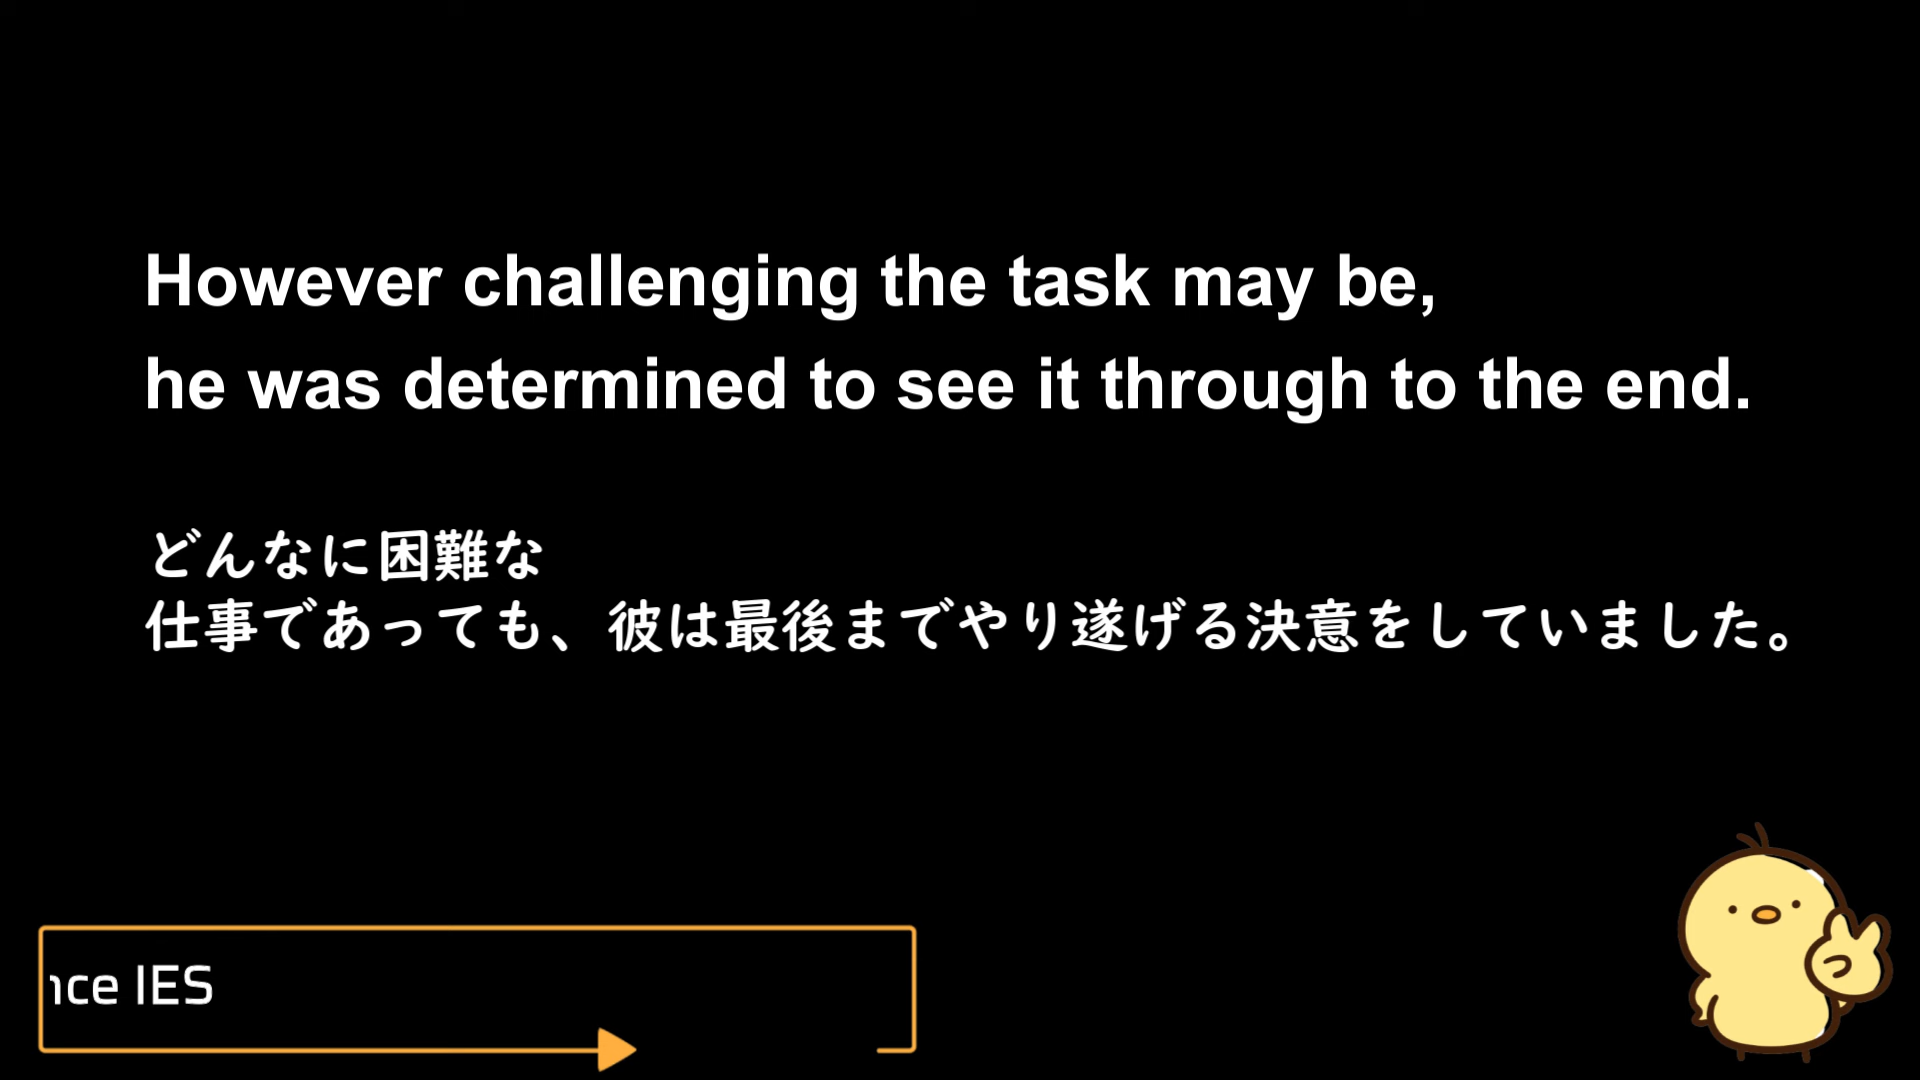 However challenging the task may be,
he was determined to see it through to the end.
どんなに困難な
仕事であっても、彼は最後までやり遂げる決意をしていました。
IES